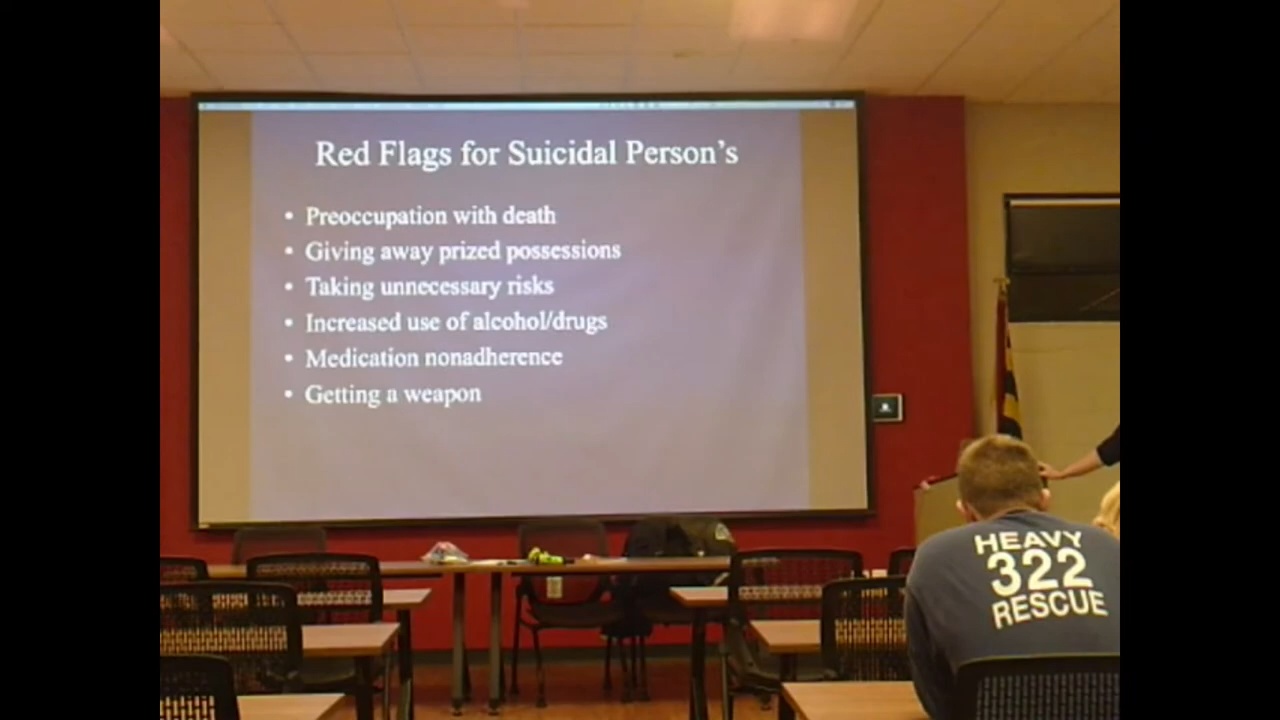 Red Flags for Suicidal Person's
• Preoccupation with death
• Giving away prized possessions
• Taking unnecessary risks
• Increased use of alcohol/drugs
• Medication nonadherence
• Getting a weapon
HEAVY
322
RESCUE